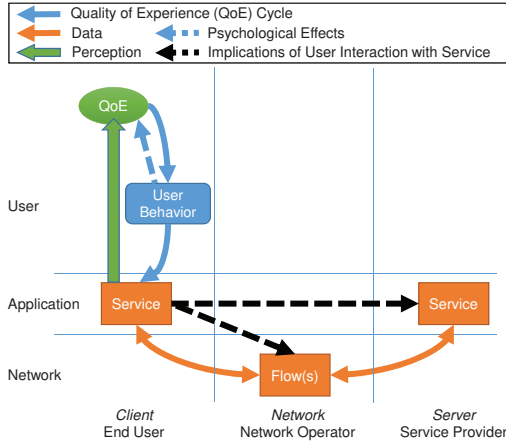 Quality of Experience (QoE) Cycle
Data
Psychological Effects
Perception
Implications of User Interaction with Service
QoE
User
Behavior
User
Application
Service
Service
Network
Flow(s)
Client
Network
Server
End User
Network Operator
Service Provider